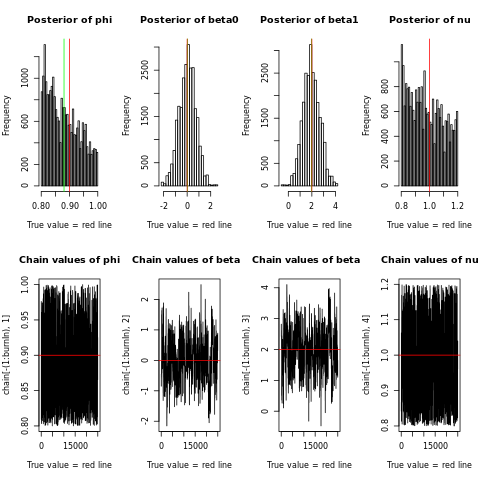 Posterior of phi
Posterior of beta0
Posterior of beta1
Posterior of nu
Frequency
0 200 600 1000
0.80 0.90 1.00
True value = red line
Frequency
0 500 1500 2500
-2 0 2
True value = red line
Frequency
0 500 1500 2500
0 2 4
True value = red line
Frequency
0 200 400 600 800
0.8 1.0 1.2
True value = red line
Chain values of phi
Chain values of beta
Chain values of beta
Chain values of nu
chain[-(1:burnIn), 1]
0.80 0.85 0.90 0.95 1.00
0 15000
True value = red line
chain[-(1:burnIn), 2]
-2 -1 0 1 2
0 15000
True value = red line
chain[-(1:burnIn), 3]
0 1 2 3 4
0 15000
True value = red line
chain[-(1:burnIn), 4]
0.8 0.9 1.0 1.1 1.2
0 15000
True value = red line